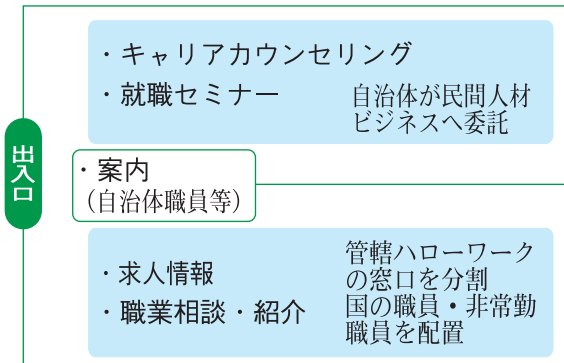 ・キャリアカウンセリング
・就職セミナー
自治体が民間人材
ビジネスへ委託
出入口
・案内
（自治体職員等）
・求人情報
・職業相談・紹介
管轄ハローワーク
の窓口を分割
国の職員・非常勤
職員を配置